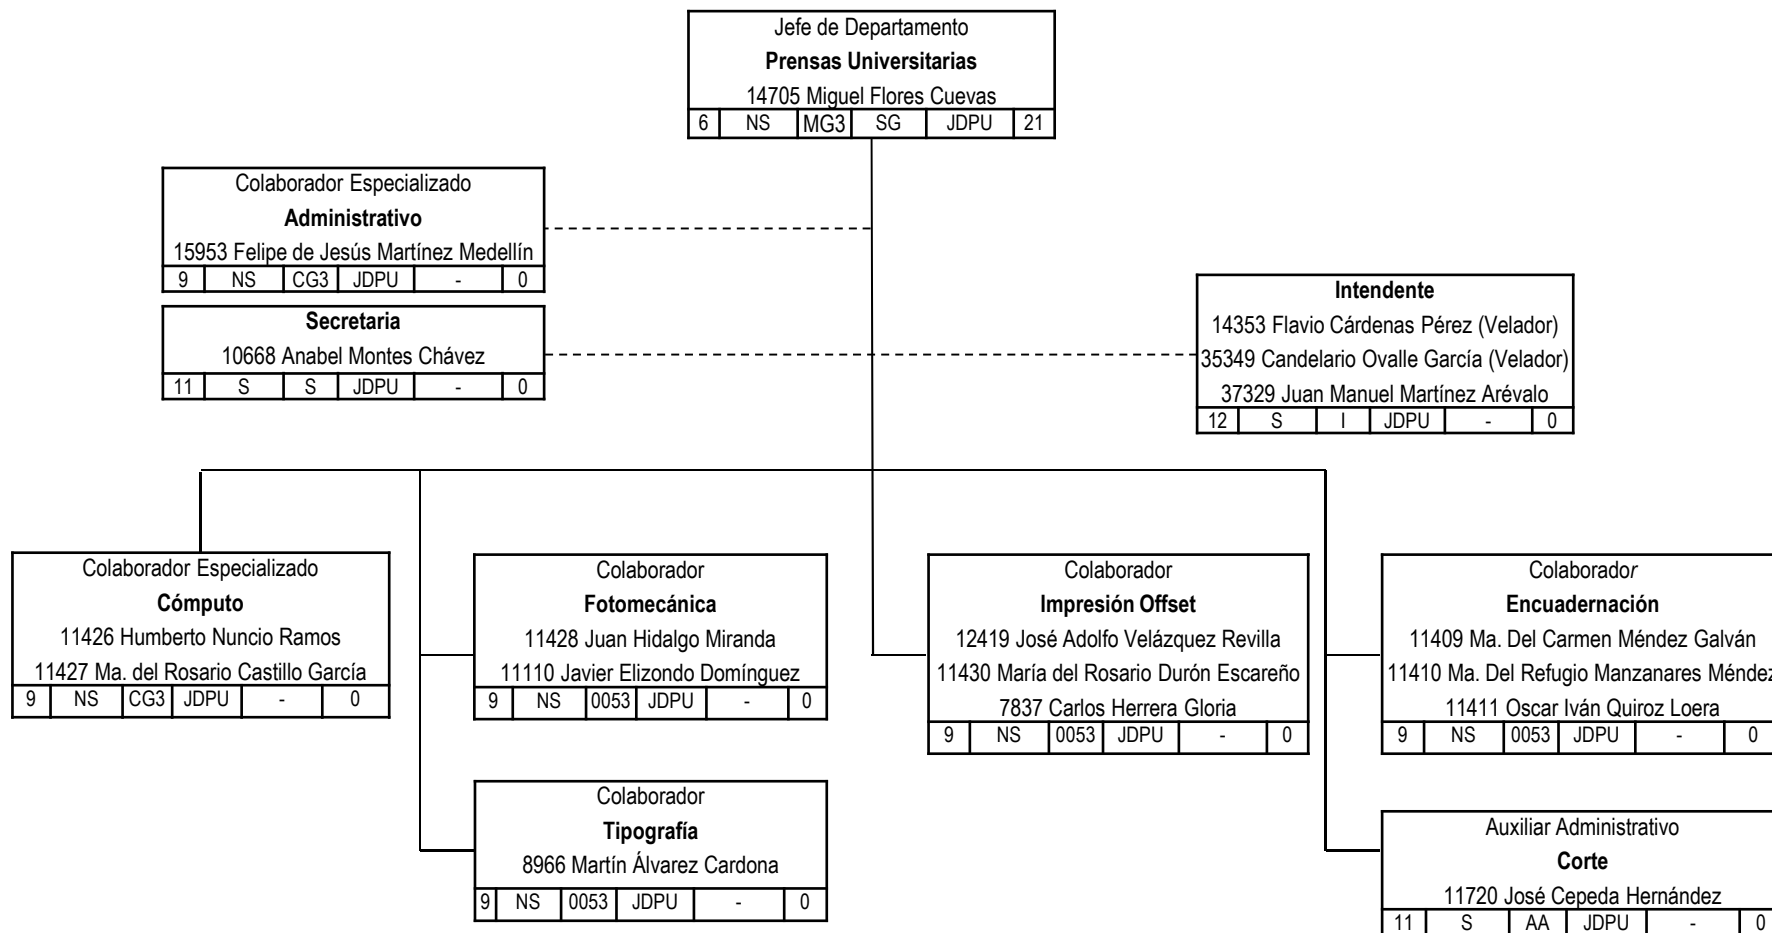 Jefe de Departamento
Prensas Universitarias
14705 Miguel Flores Cuevas
6 NS MG3 SG JDPU 21
Colaborador Especializado
Administrativo
15953 Felipe de Jesús Martínez Medellín
9 NS CG3 JDPU - 0
Secretaria
10668 Anabel Montes Chávez
11 S S JDPU - 0
Intendente
14353 Flavio Cárdenas Pérez (Velador)
35349 Candelario Ovalle García (Velador)
37329 Juan Manuel Martínez Arévalo
12 S I JDPU - 0
Colaborador Especializado
Cómputo
11426 Humberto Nuncio Ramos
11427 Ma. del Rosario Castillo García
9 NS CG3 JDPU - 0
Colaborador
Fotomecánica
11428 Juan Hidalgo Miranda
11110 Javier Elizondo Domínguez
9 NS 0053 JDPU - 0
Colaborador
Impresión Offset
12419 José Adolfo Velázquez Revilla
11430 María del Rosario Durón Escareño
7837 Carlos Herrera Gloria
9 NS 0053 JDPU - 0
Colaborador
Encuadernación
11409 Ma. Del Carmen Méndez Galván
11410 Ma. Del Refugio Manzanares Méndez
11411 Oscar Iván Quiroz Loera
9 NS 0053 JDPU - 0
Colaborador
Tipografía
8966 Martín Álvarez Cardona
9 NS 0053 JDPU - 0
Auxiliar Administrativo
Corte
11720 José Cepeda Hernández
11 S AA JDPU - 0